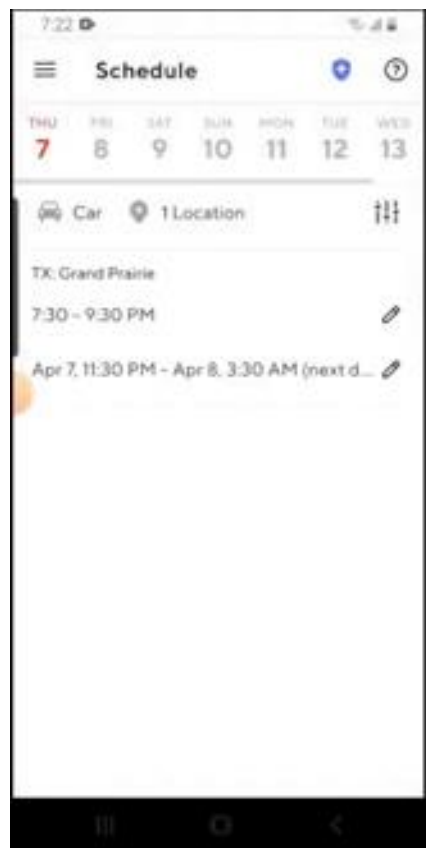 7:22
Schedule
THU FRI SAT SUN MON TUE WED
7 8 9 10 11 12 13
Car 1 Location
TX: Grand Prairie
7:30 – 9:30 PM
Apr 7, 11:30 PM – Apr 8, 3:30 AM (next d...